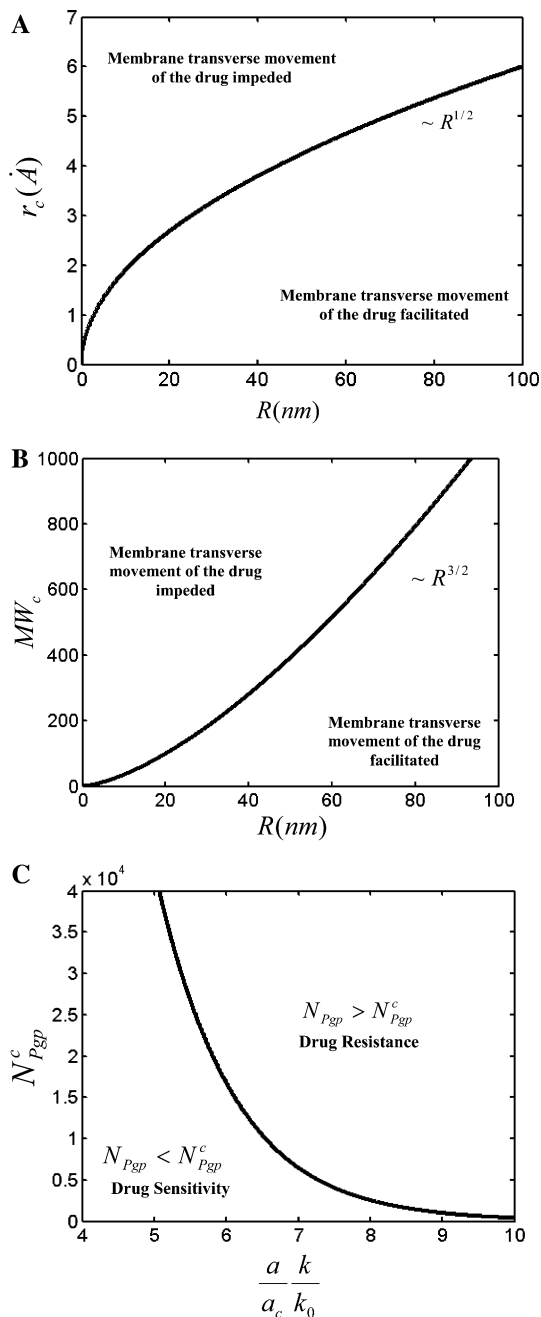 A
7
6
5
4
3
2
1
0
r_c (Å)
Membrane transverse movement
of the drug impeded
~ R^{1/2}
Membrane transverse movement
of the drug facilitated
0 20 40 60 80 100
R(nm)
B
1000
800
600
400
200
0
MW_c
Membrane transverse
movement of the drug
impeded
~ R^{3/2}
Membrane transverse
movement of the drug
facilitated
0 20 40 60 80 100
R(nm)
C
x 10^4
4
3.5
3
2.5
2
1.5
1
0.5
0
N^c_{Pgp}
N_{Pgp} > N^c_{Pgp}
Drug Resistance
N_{Pgp} < N^c_{Pgp}
Drug Sensitivity
4 5 6 7 8 9 10
a k
a_c k_0